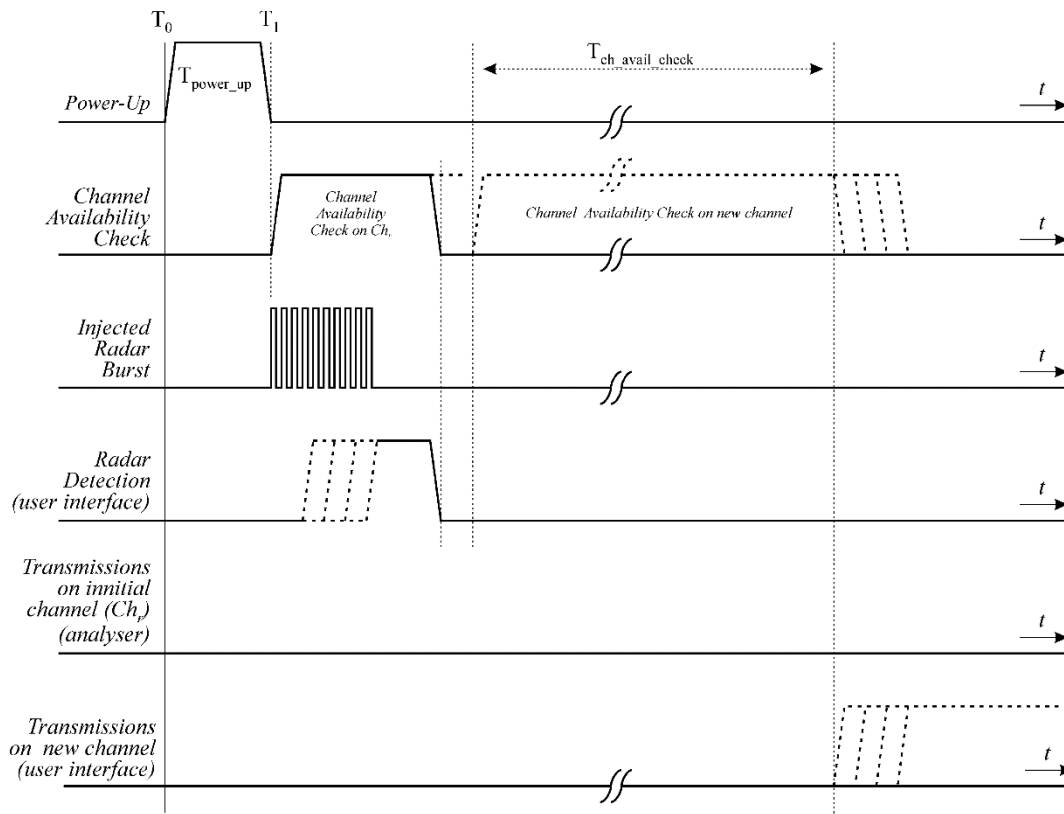 T0 T1
Tch_avail_check
Tpower_up
Power-Up
t
Channel
Availability
Check
Channel
Availability
Check on Chr
Channel Availability Check on new channel
t
Injected
Radar
Burst
t
Radar
Detection
(user interface)
t
Transmissions
on innitial
channel (Chr)
(analyser)
t
Transmissions
on new channel
(user interface)
t